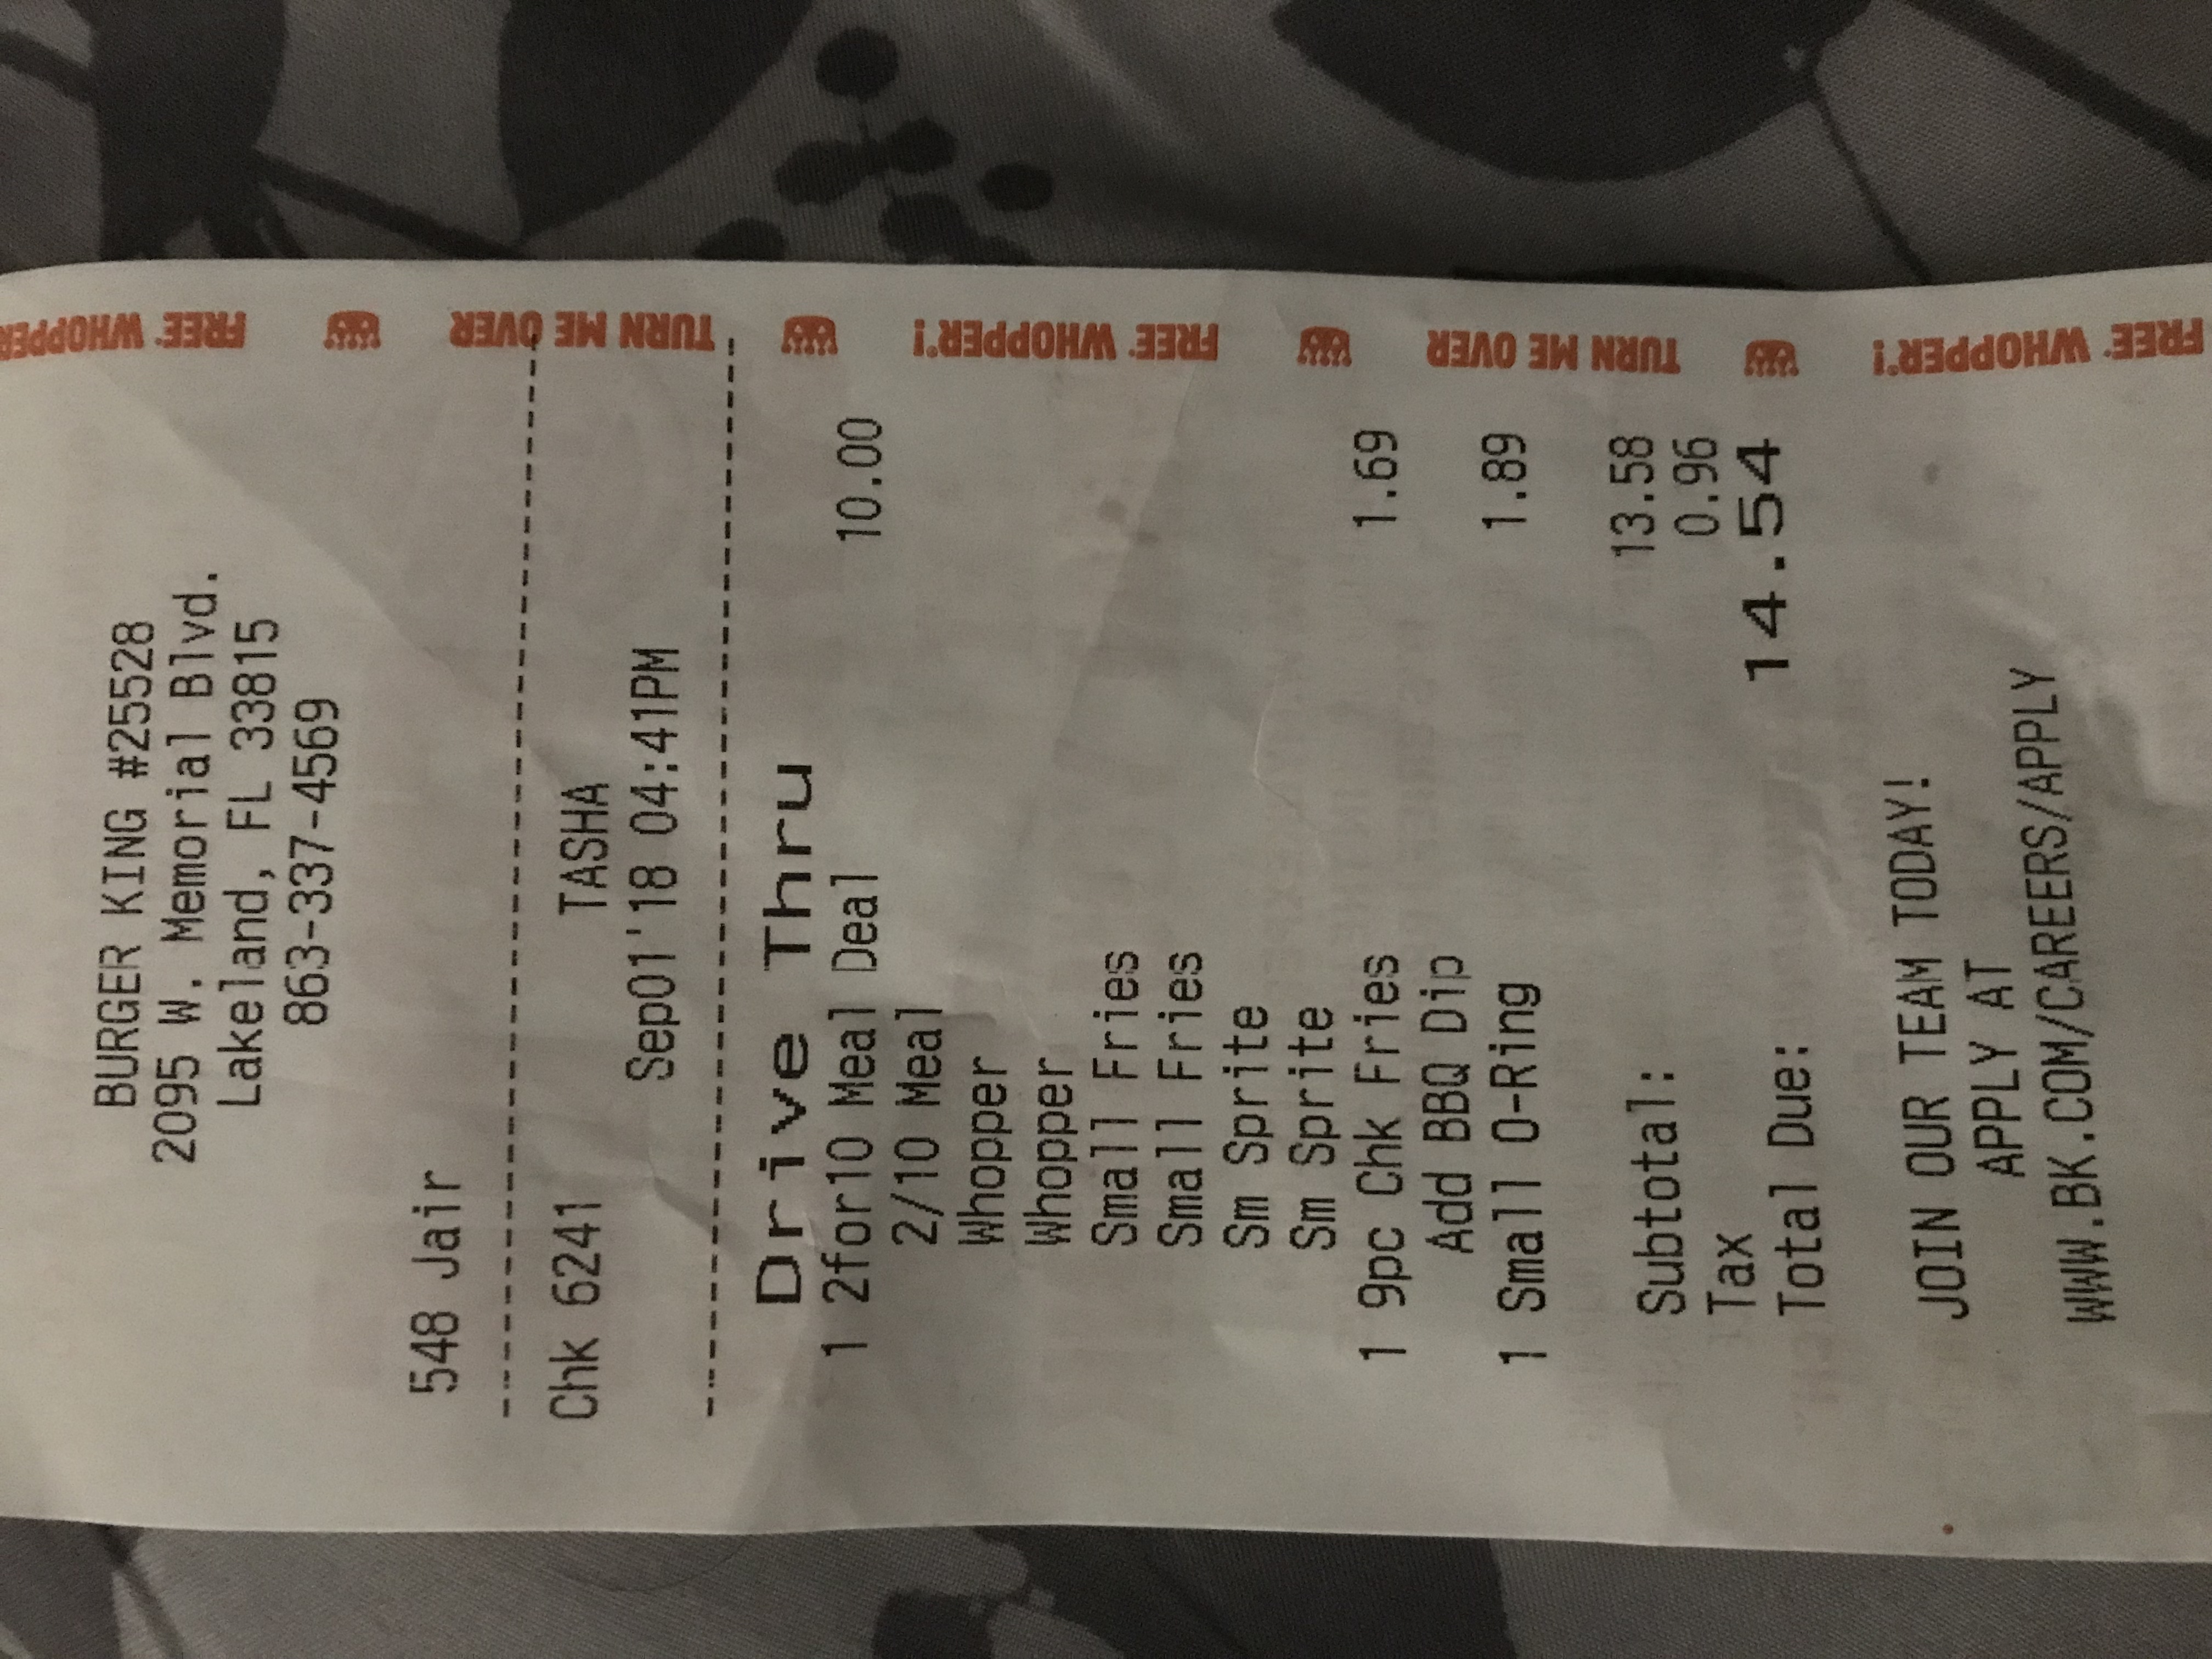 BURGER KING #25528
2095 W. Memorial Blvd.
Lakeland, FL 33815
863-337-4569
548 Jair
Chk 6241 TASHA
Sep01'18 04:41PM
Drive Thru
1 2for10 Meal Deal 10.00
2/10 Meal
Whopper
Whopper
Small Fries
Small Fries
Sm Sprite
Sm Sprite
1 9pc Chk Fries 1.69
Add BBQ Dip
1 Small O-Ring 1.89
Subtotal: 13.58
Tax 0.96
Total Due: 14.54
JOIN OUR TEAM TODAY!
APPLY AT
WWW.BK.COM/CAREERS/APPLY
FREE WHOPPER!
TURN ME OVER
FREE WHOPPER!
TURN ME OVER
FREE WHOPPER